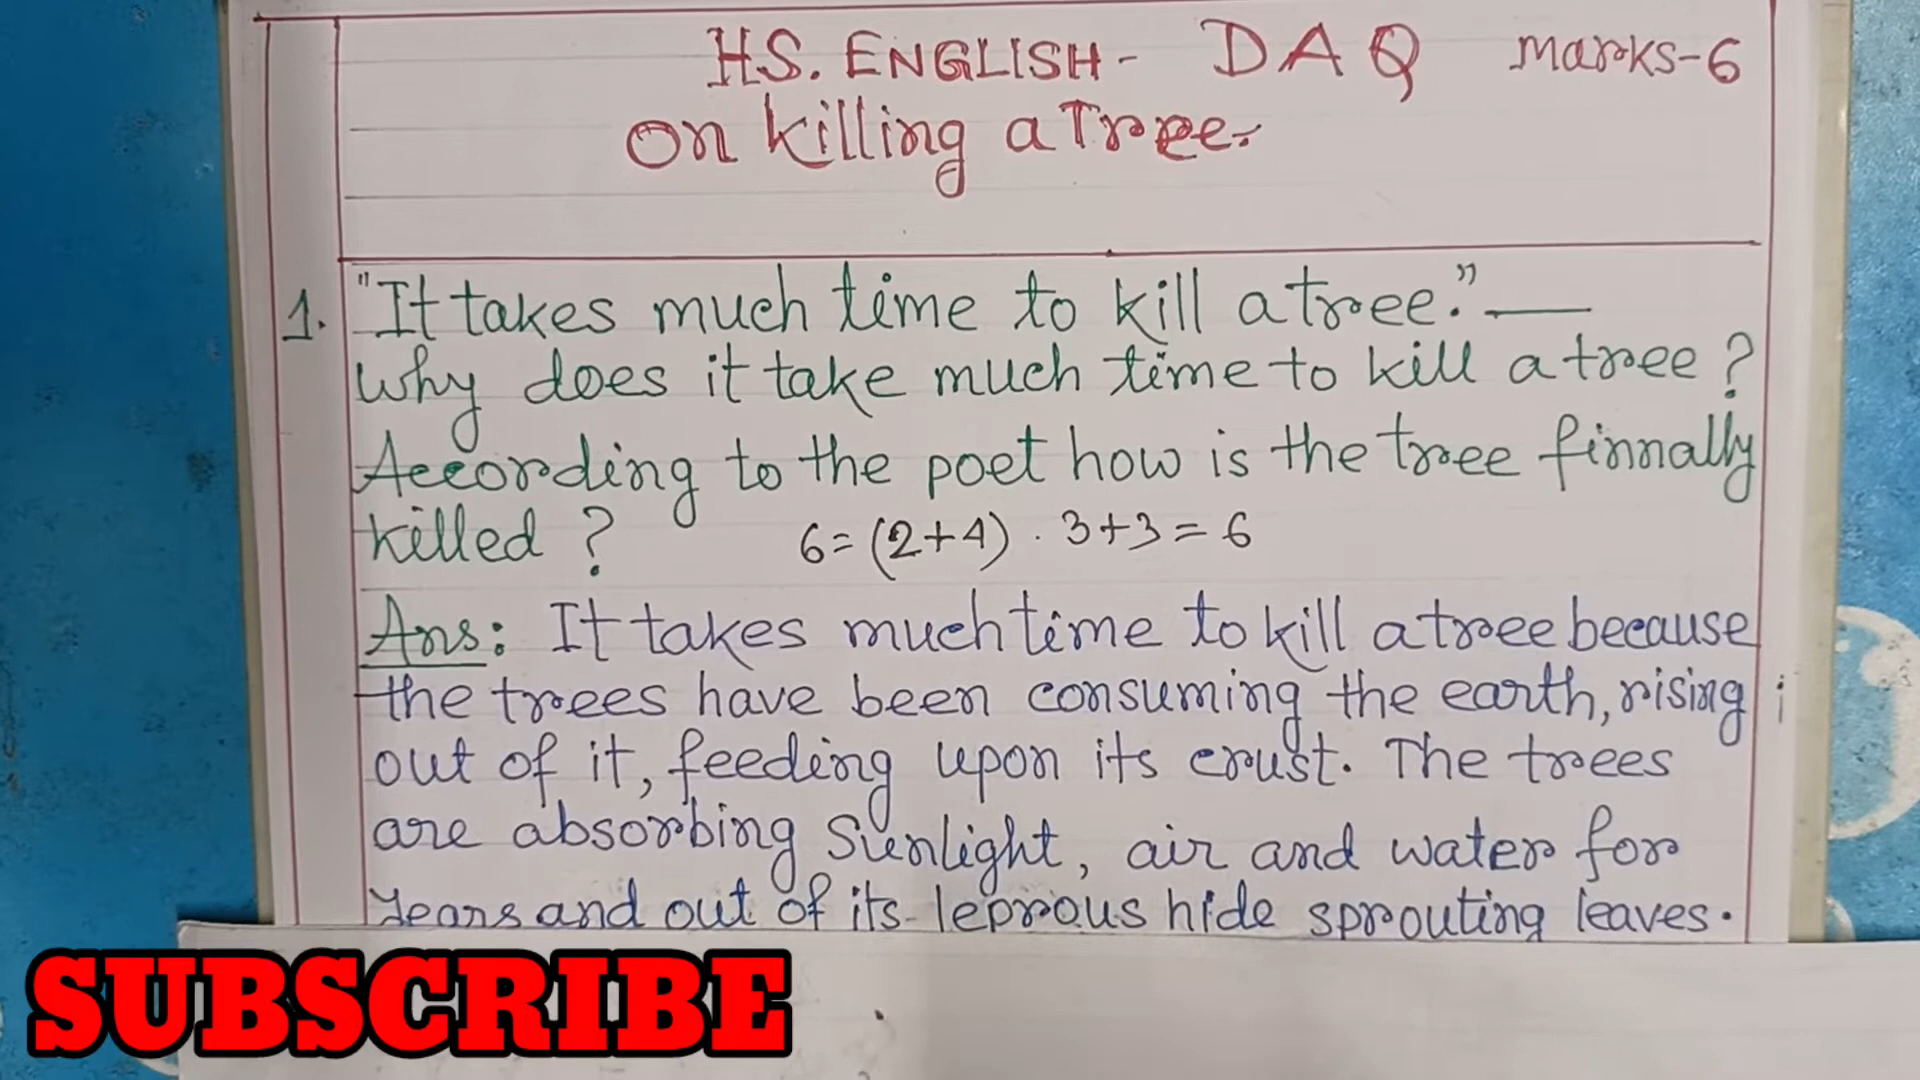 HS. ENGLISH- DAQ Marks-6
On Killing a Tree.
1. "It takes much time to kill a tree." —
Why does it take much time to kill a tree?
According to the poet how is the tree finnally
killed? 6=(2+4) . 3+3=6
Ans: It takes much time to kill a tree because
the trees have been consuming the earth, rising
out of it, feeding upon its crust. The trees
are absorbing Sunlight, air and water for
years and out of its leprous hide sprouting leaves.
SUBSCRIBE